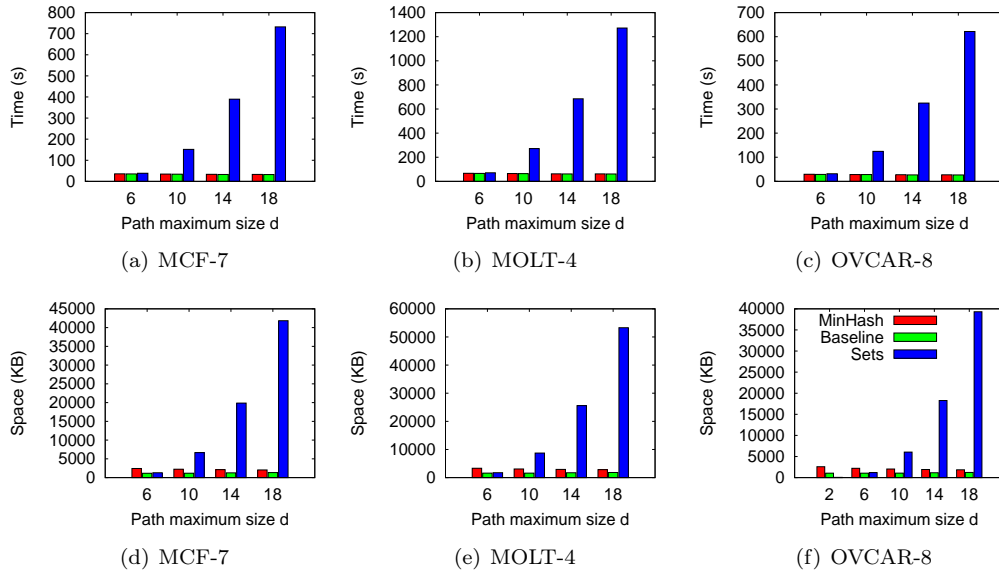 Time (s)
800
700
600
500
400
300
200
100
0
6 10 14 18
Path maximum size d
(a) MCF-7
Time (s)
1400
1200
1000
800
600
400
200
0
6 10 14 18
Path maximum size d
(b) MOLT-4
Time (s)
700
600
500
400
300
200
100
0
6 10 14 18
Path maximum size d
(c) OVCAR-8
Space (KB)
45000
40000
35000
30000
25000
20000
15000
10000
5000
0
6 10 14 18
Path maximum size d
(d) MCF-7
Space (KB)
60000
50000
40000
30000
20000
10000
0
6 10 14 18
Path maximum size d
(e) MOLT-4
Space (KB)
40000
35000
30000
25000
20000
15000
10000
5000
0
MinHash
Baseline
Sets
2 6 10 14 18
Path maximum size d
(f) OVCAR-8